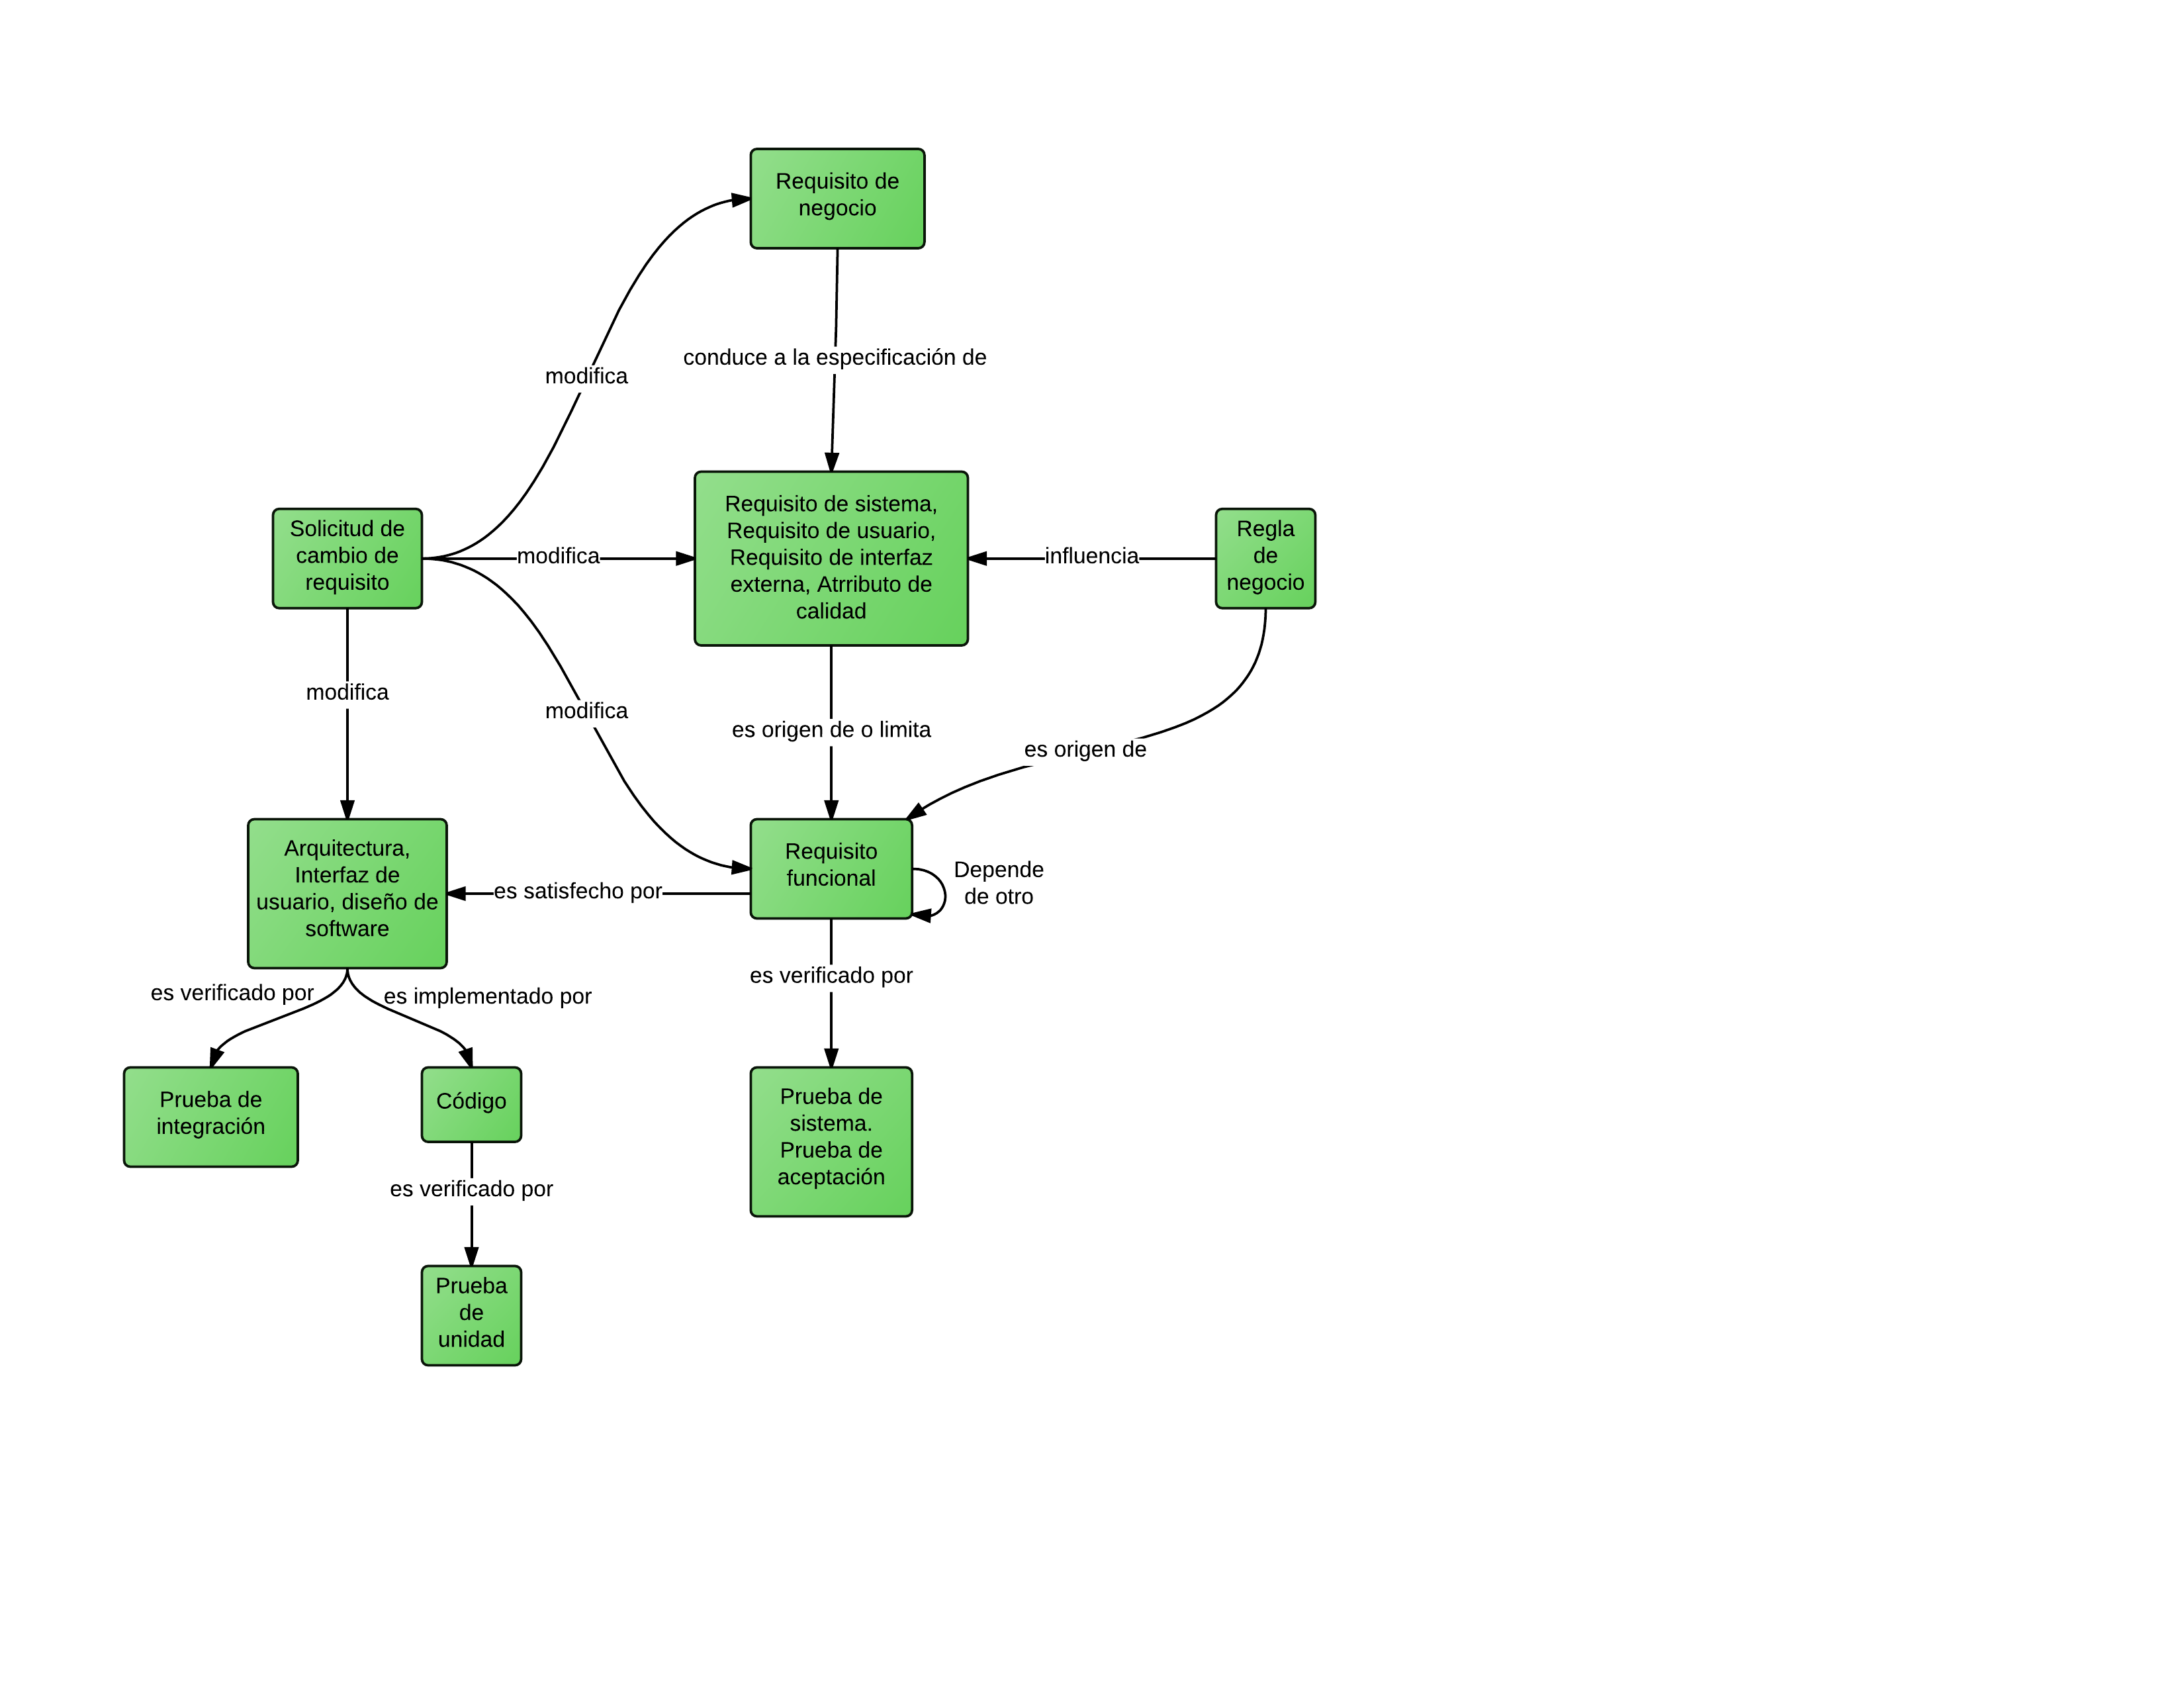 Requisito de
negocio
conduce a la especificación de
modifica
Solicitud de
cambio de
requisito
modifica
Requisito de sistema,
Requisito de usuario,
Requisito de interfaz
externa, Atrributo de
calidad
influencia
Regla
de
negocio
modifica
modifica
es origen de o limita
es origen de
Arquitectura,
Interfaz de
usuario, diseño de
software
es satisfecho por
Requisito
funcional
Depende
de otro
es verificado por
es implementado por
es verificado por
Prueba de
integración
Código
Prueba de
sistema.
Prueba de
aceptación
es verificado por
Prueba
de
unidad